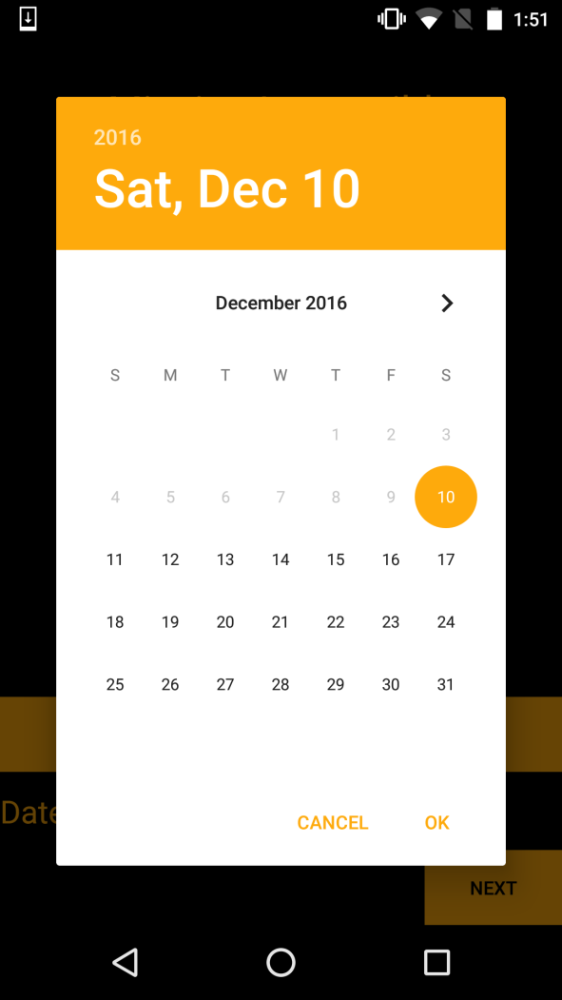 1:51
2016
Sat, Dec 10
December 2016
S M T W T F S
1 2 3
4 5 6 7 8 9 10
11 12 13 14 15 16 17
18 19 20 21 22 23 24
25 26 27 28 29 30 31
Date
CANCEL OK
NEXT